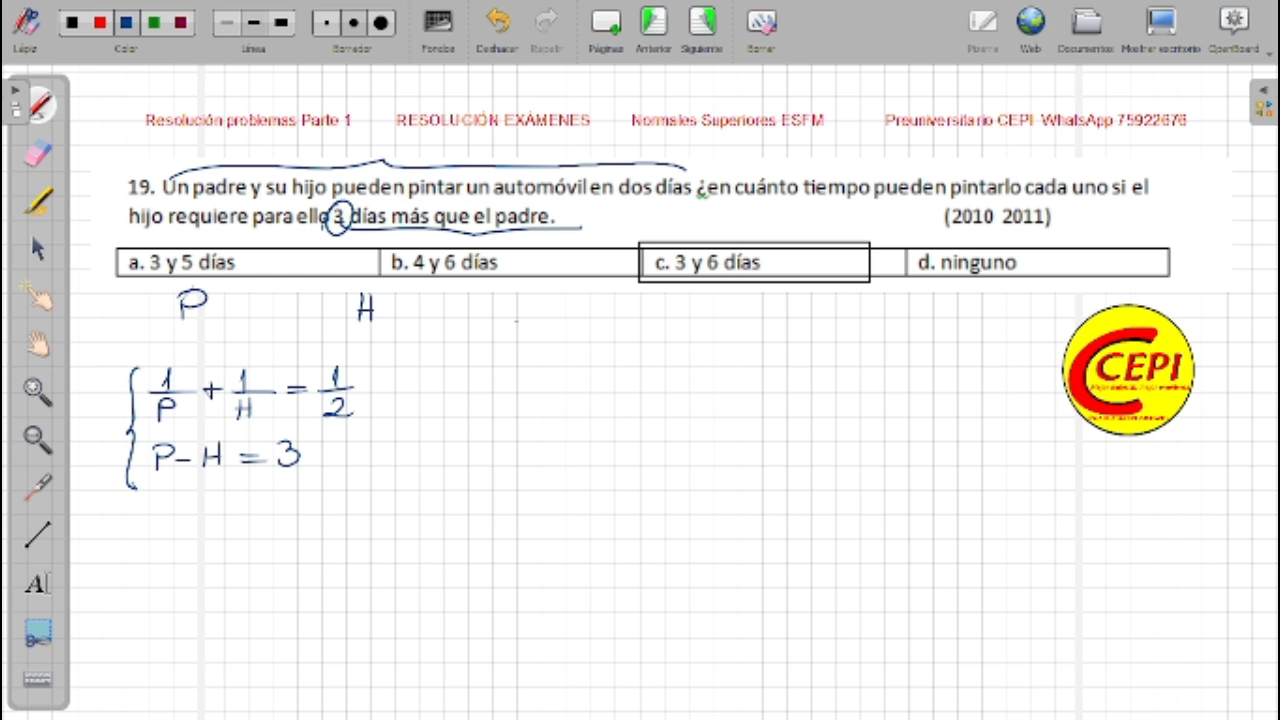 Lápiz Color Línea Borrador Fondos Deshacer Repetir Páginas Anterior Siguiente Borrar Pizarra Web Documentos Mostrar escritorio OpenBoard
Resolución problemas Parte 1 RESOLUCIÓN EXÁMENES Normales Superiores ESFM Preuniversitario CEPI WhatsApp 75922676
19. Un padre y su hijo pueden pintar un automóvil en dos días ¿en cuánto tiempo pueden pintarlo cada uno si el
hijo requiere para ello 3 días más que el padre. (2010 2011)
a. 3 y 5 días b. 4 y 6 días c. 3 y 6 días d. ninguno
P H
1/P + 1/H = 1/2
P - H = 3
CEPI